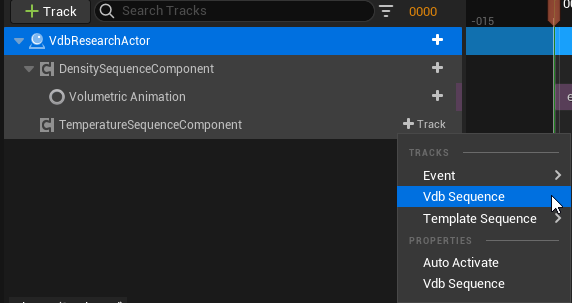 Track
Search Tracks
0000
-015
VdbResearchActor
DensitySequenceComponent
Volumetric Animation
TemperatureSequenceComponent
Track
TRACKS
Event
Vdb Sequence
Template Sequence
PROPERTIES
Auto Activate
Vdb Sequence